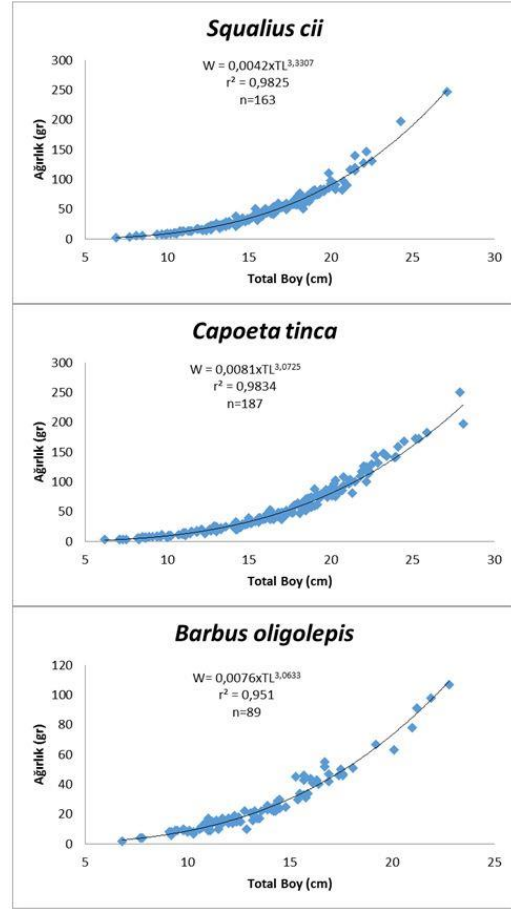 Squalius cii
W = 0,0042xTL3,3307
r² = 0,9825
n=163
300
250
200
150
100
50
0
Ağırlık (gr)
5 10 15 20 25 30
Total Boy (cm)
Capoeta tinca
W = 0,0081xTL3,0725
r² = 0,9834
n=187
300
250
200
150
100
50
0
Ağırlık (gr)
5 10 15 20 25 30
Total Boy (cm)
Barbus oligolepis
W= 0,0076xTL3,0633
r² = 0,951
n=89
120
100
80
60
40
20
0
Ağırlık (gr)
5 10 15 20 25
Total Boy (cm)